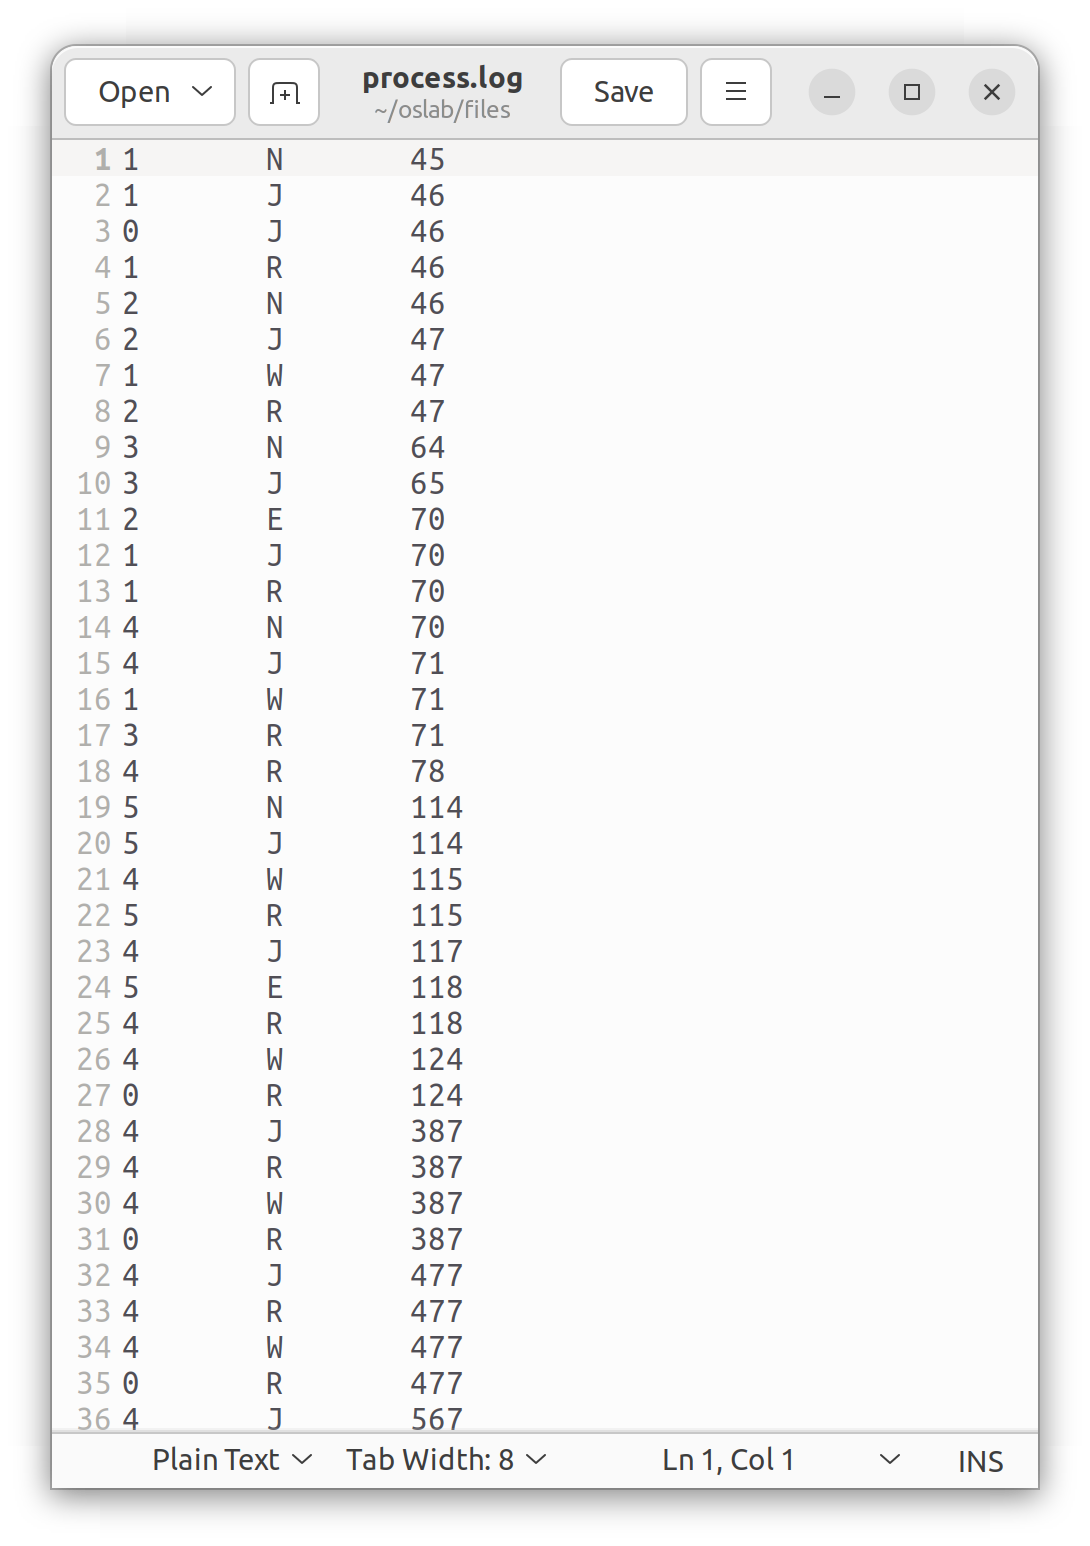 Open process.log Save
~/oslab/files
1 1 N 45
2 1 J 46
3 0 J 46
4 1 R 46
5 2 N 46
6 2 J 47
7 1 W 47
8 2 R 47
9 3 N 64
10 3 J 65
11 2 E 70
12 1 J 70
13 1 R 70
14 4 N 70
15 4 J 71
16 1 W 71
17 3 R 71
18 4 R 78
19 5 N 114
20 5 J 114
21 4 W 115
22 5 R 115
23 4 J 117
24 5 E 118
25 4 R 118
26 4 W 124
27 0 R 124
28 4 J 387
29 4 R 387
30 4 W 387
31 0 R 387
32 4 J 477
33 4 R 477
34 4 W 477
35 0 R 477
36 4 J 567
Plain Text Tab Width: 8 Ln 1, Col 1 INS